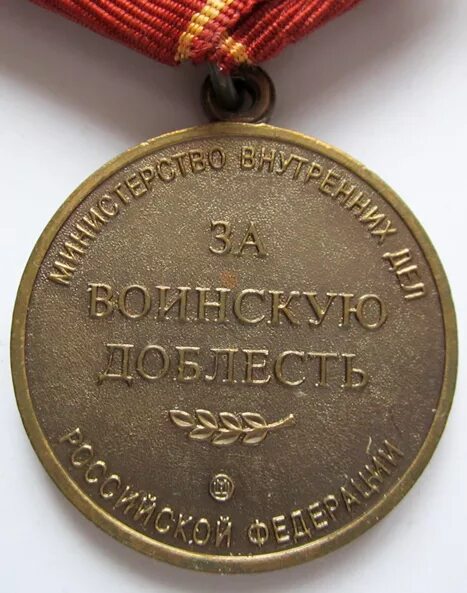 МИНИСТЕРСТВО ВНУТРЕННИХ ДЕЛ
ЗА
ВОИНСКУЮ
ДОБЛЕСТЬ
РОССИЙСКОЙ ФЕДЕРАЦИИ